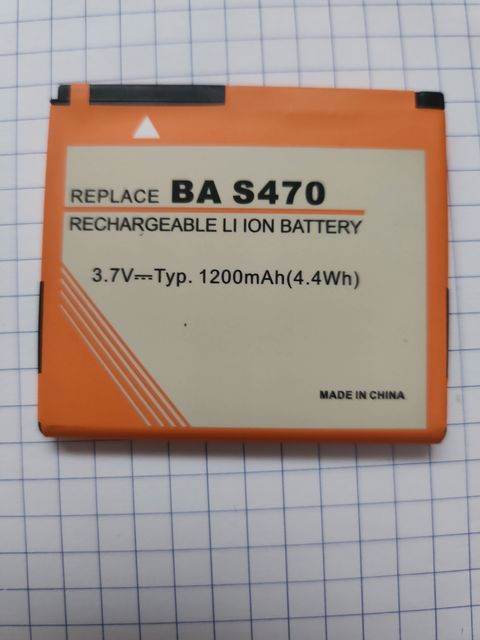 REPLACE BA S470
RECHARGEABLE LI ION BATTERY
3.7V⎓Typ. 1200mAh(4.4Wh)
MADE IN CHINA